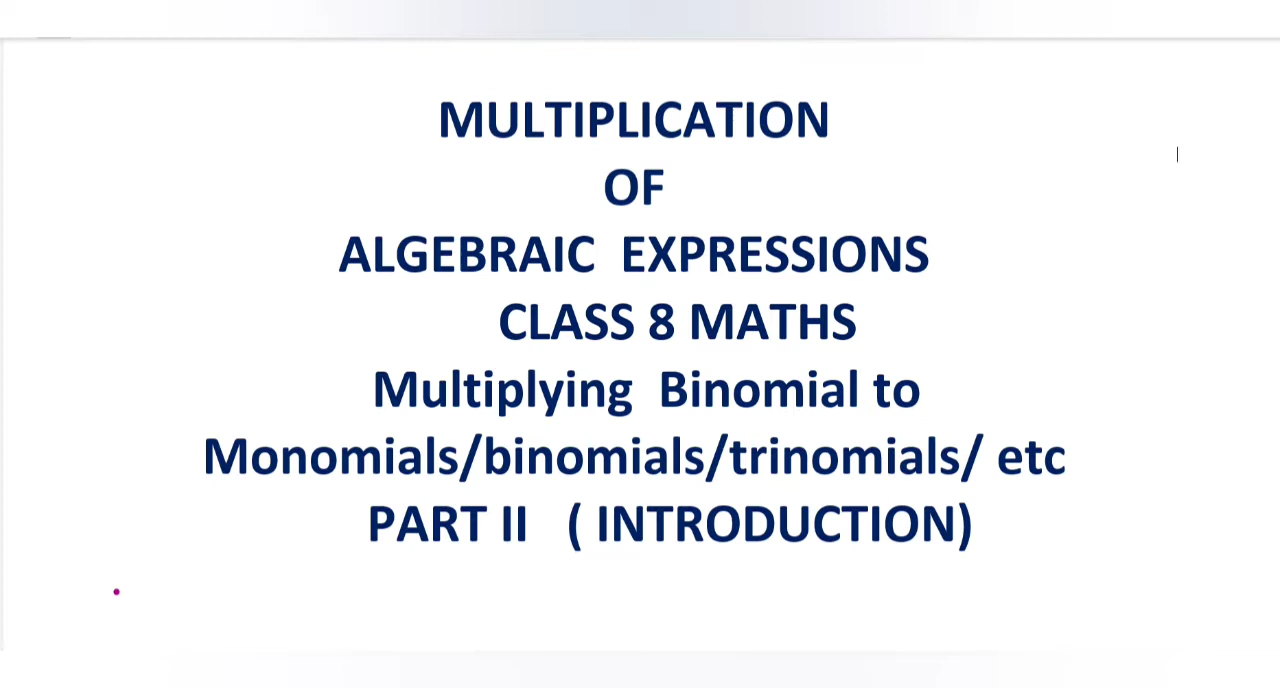 MULTIPLICATION
OF
ALGEBRAIC EXPRESSIONS
CLASS 8 MATHS
Multiplying Binomial to
Monomials/binomials/trinomials/ etc
PART II ( INTRODUCTION)